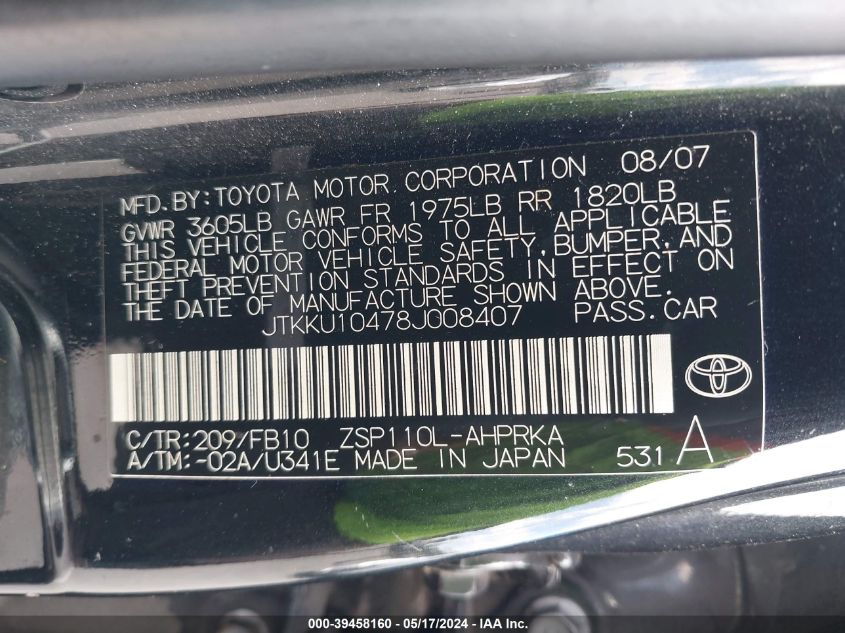 MFD. BY: TOYOTA MOTOR CORPORATION 08/07
GVWR 3605LB GAWR FR 1975LB RR 1820LB
THIS VEHICLE CONFORMS TO ALL APPLICABLE
FEDERAL MOTOR VEHICLE SAFETY, BUMPER, AND
THEFT PREVENTION STANDARDS IN EFFECT ON
THE DATE OF MANUFACTURE SHOWN ABOVE.
JTKKU10478J008407 PASS. CAR
C/TR: 209/FB10 ZSP110L-AHPRKA
A/TM: -02A/U341E MADE IN JAPAN 531 A
000-39458160 - 05/17/2024 - IAA Inc.